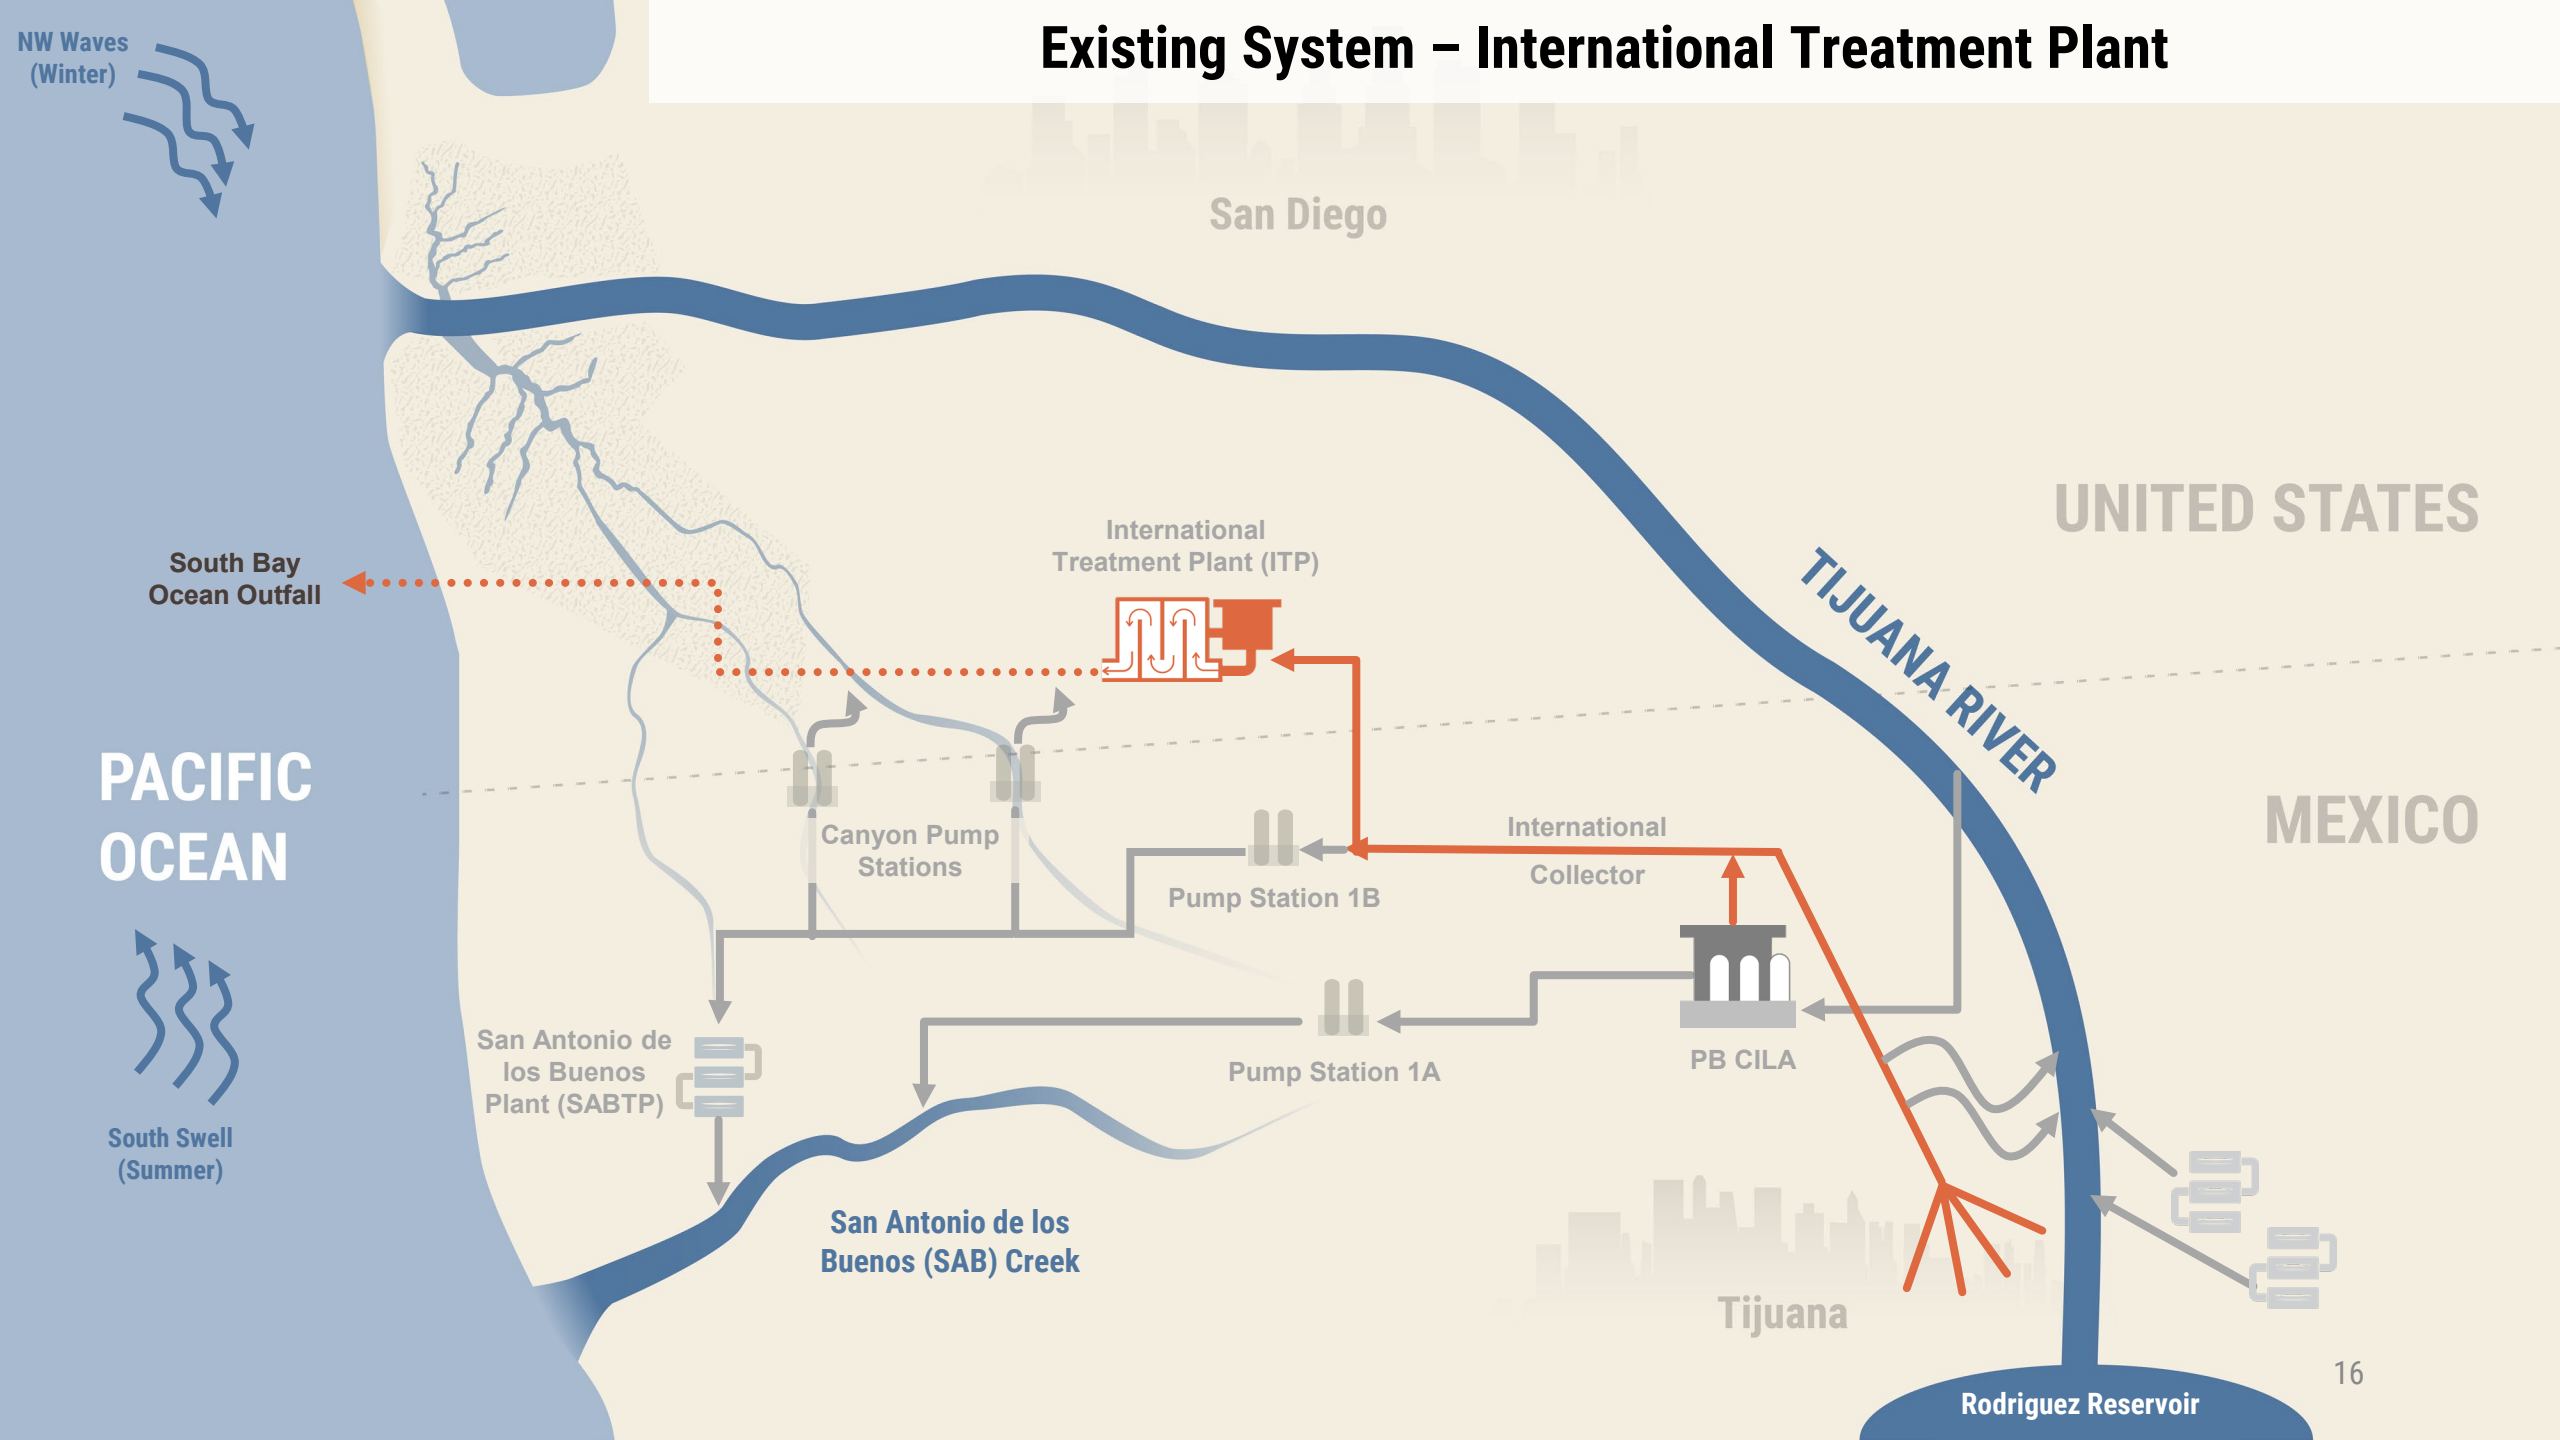 Existing System – International Treatment Plant
NW Waves
(Winter)
San Diego
UNITED STATES
International
Treatment Plant (ITP)
South Bay
Ocean Outfall
TIJUANA RIVER
PACIFIC
OCEAN
MEXICO
Canyon Pump
Stations
International
Collector
Pump Station 1B
San Antonio de
los Buenos
Plant (SABTP)
Pump Station 1A
PB CILA
South Swell
(Summer)
San Antonio de los
Buenos (SAB) Creek
Tijuana
16
Rodriguez Reservoir